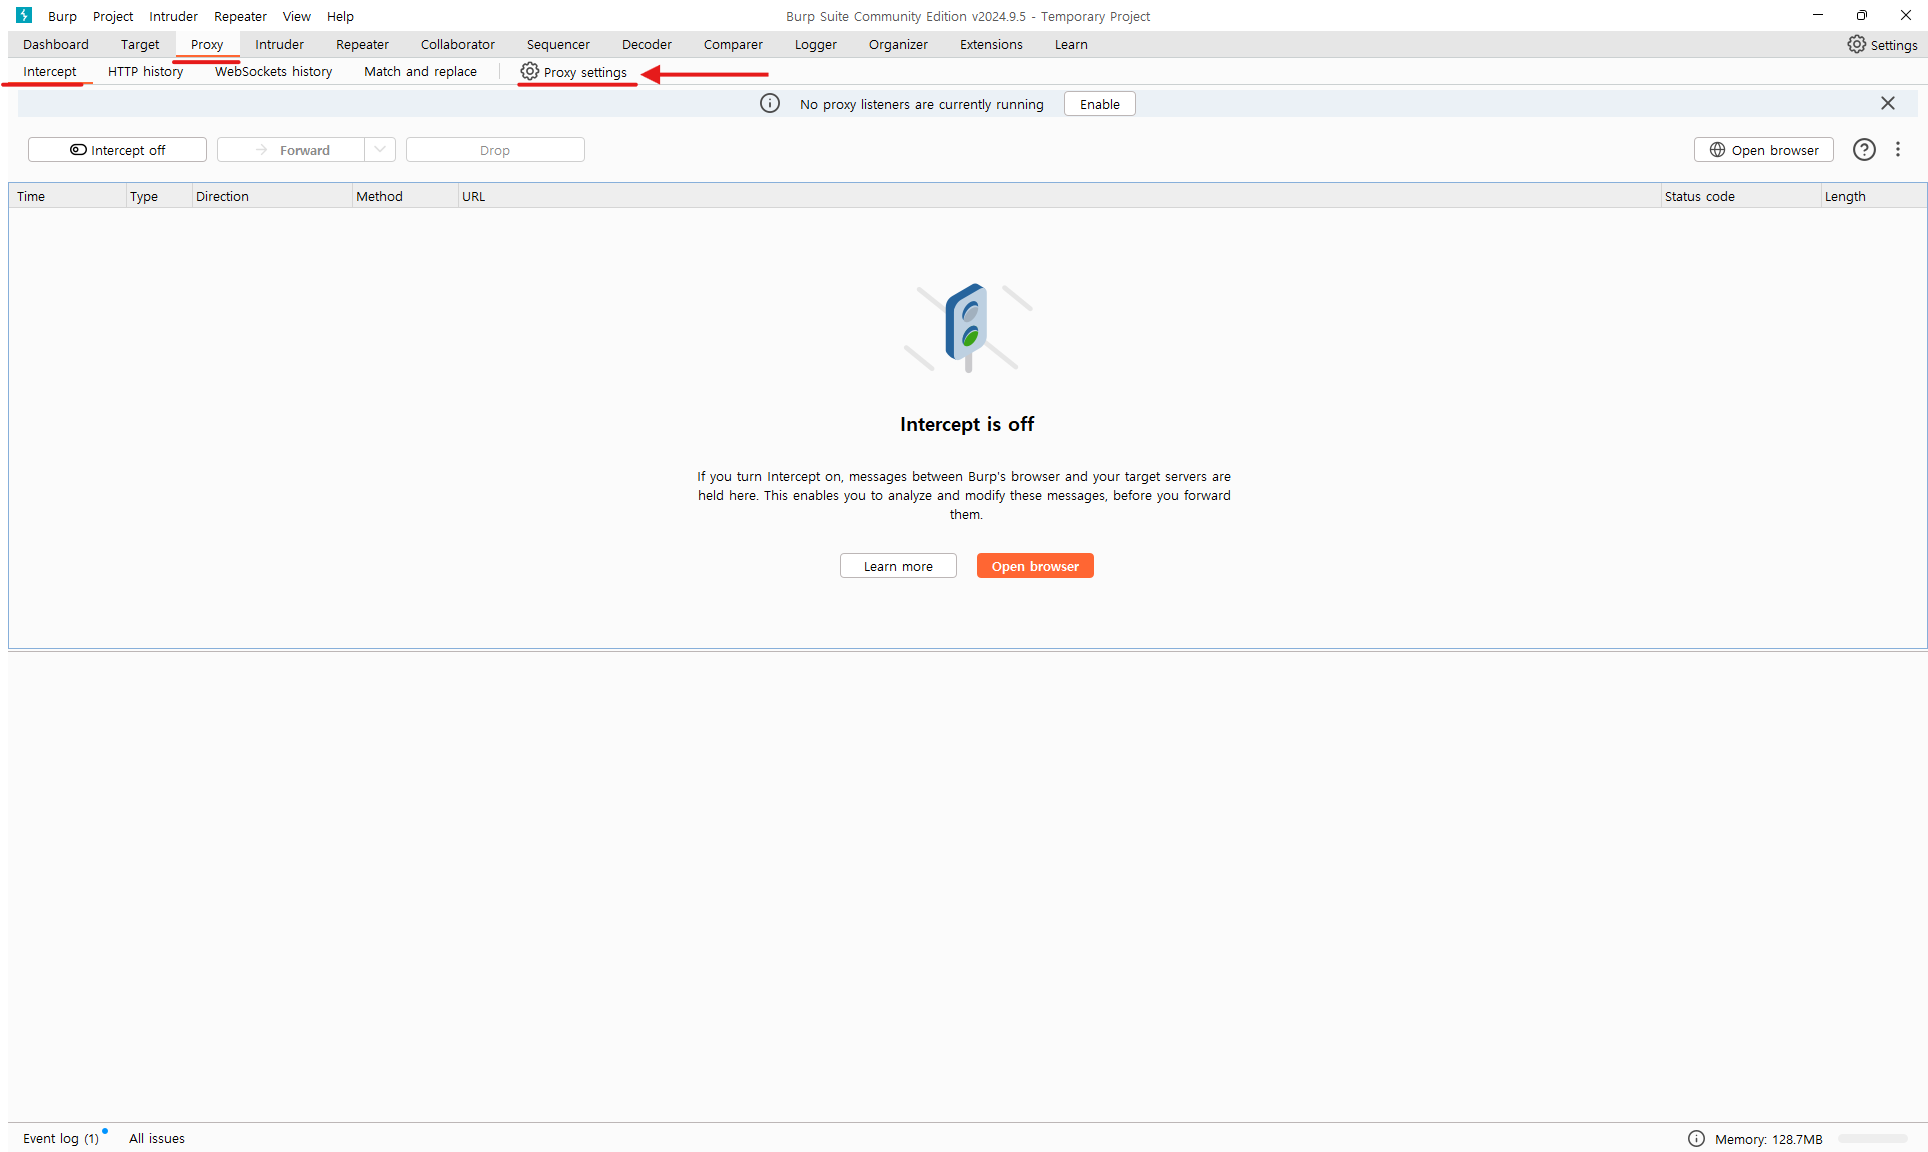 Burp Project Intruder Repeater View Help Burp Suite Community Edition v2024.9.5 - Temporary Project
Dashboard Target Proxy Intruder Repeater Collaborator Sequencer Decoder Comparer Logger Organizer Extensions Learn Settings
Intercept HTTP history WebSockets history Match and replace Proxy settings
No proxy listeners are currently running Enable
Intercept off Forward Drop Open browser
Time Type Direction Method URL Status code Length
Intercept is off
If you turn Intercept on, messages between Burp's browser and your target servers are
held here. This enables you to analyze and modify these messages, before you forward
them.
Learn more Open browser
Event log (1) All issues Memory: 128.7MB